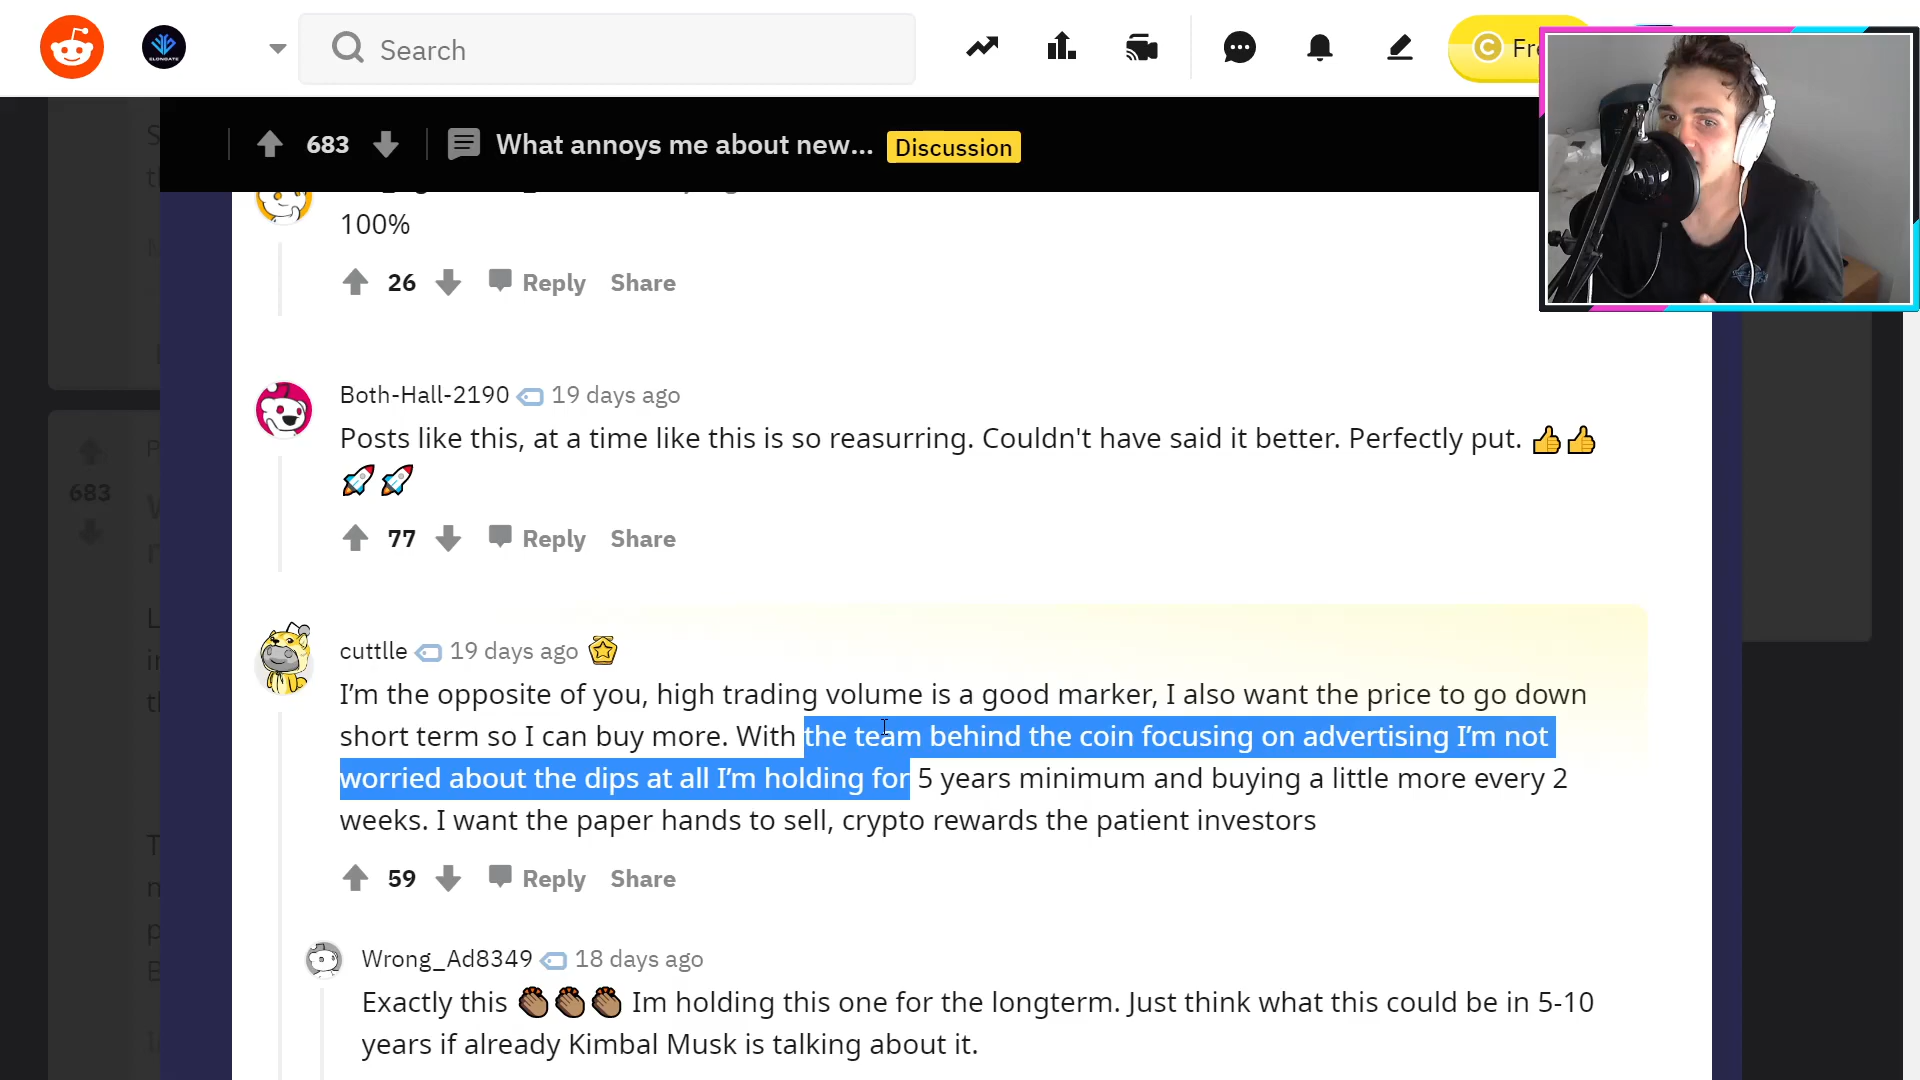 Search
Fre
ELONGATE
683 What annoys me about new... Discussion
100%
26 Reply Share
Both-Hall-2190 19 days ago
Posts like this, at a time like this is so reasurring. Couldn't have said it better. Perfectly put. 👍👍
🚀🚀
77 Reply Share
683
cuttlle 19 days ago
I'm the opposite of you, high trading volume is a good marker, I also want the price to go down
short term so I can buy more. With the team behind the coin focusing on advertising I'm not
worried about the dips at all I'm holding for 5 years minimum and buying a little more every 2
weeks. I want the paper hands to sell, crypto rewards the patient investors
59 Reply Share
Wrong_Ad8349 18 days ago
Exactly this 👏🏽👏🏽👏🏽 Im holding this one for the longterm. Just think what this could be in 5-10
years if already Kimbal Musk is talking about it.